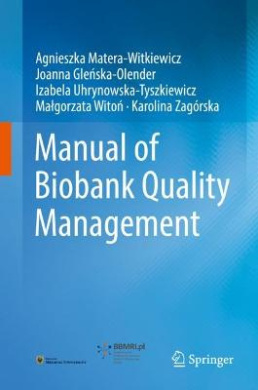 Agnieszka Matera-Witkiewicz
Joanna Gleńska-Olender
Izabela Uhrynowska-Tyszkiewicz
Małgorzata Witoń · Karolina Zagórska
Manual of
Biobank Quality
Management
BBMRI.pl
Springer